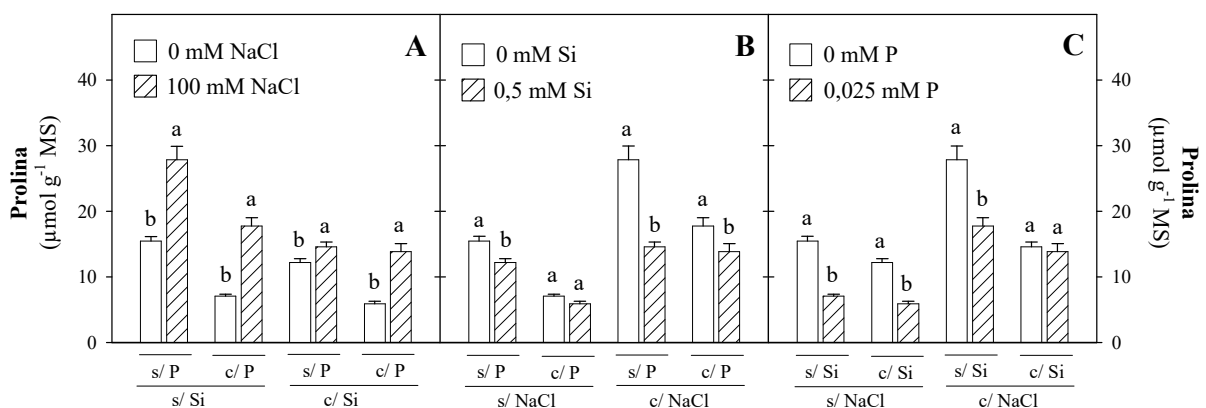 A
0 mM NaCl
100 mM NaCl
B
0 mM Si
0,5 mM Si
C
0 mM P
0,025 mM P
Prolina
(µmol g-1 MS)
40
30
20
10
0
b a b a b a b a
a b a a a b a b
a b a b a b a a
40
30
20
10
0
Prolina
(µmol g-1 MS)
s/ P c/ P s/ P c/ P
s/ Si c/ Si
s/ P c/ P s/ P c/ P
s/ NaCl c/ NaCl
s/ Si c/ Si s/ Si c/ Si
s/ NaCl c/ NaCl